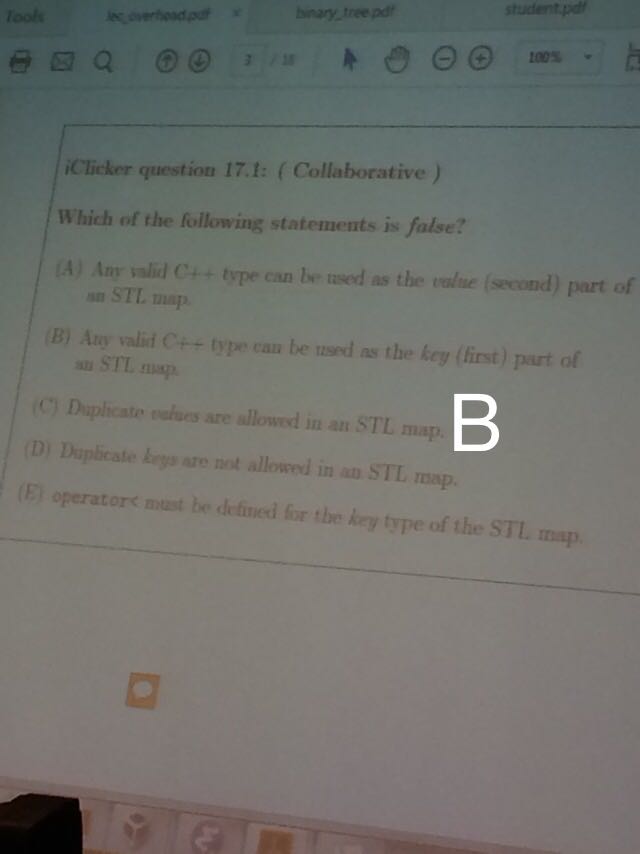 Tools lec_overhead.pdf × binary_tree.pdf student.pdf
3 / 18 100%
iClicker question 17.1: ( Collaborative )
Which of the following statements is false?
(A) Any valid C++ type can be used as the value (second) part of
an STL map.
(B) Any valid C++ type can be used as the key (first) part of
an STL map.
(C) Duplicate values are allowed in an STL map.
B
(D) Duplicate keys are not allowed in an STL map.
(E) operator< must be defined for the key type of the STL map.